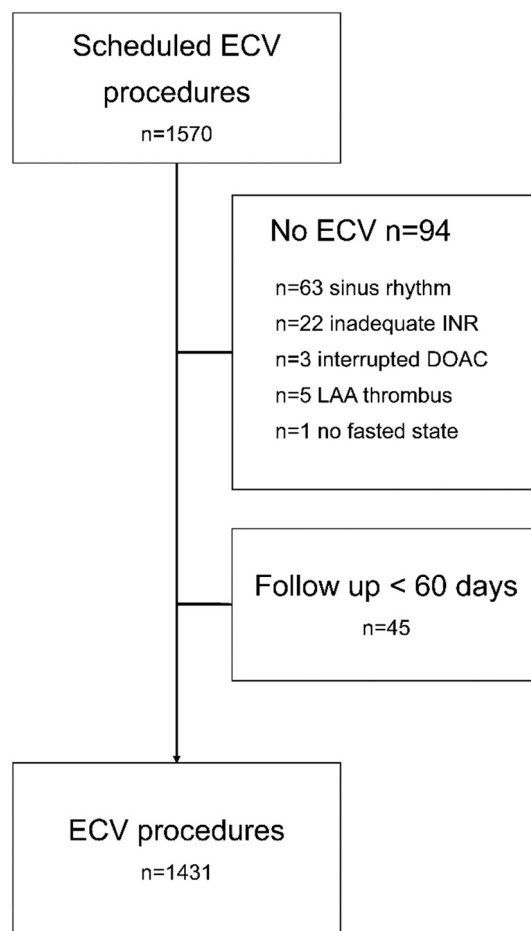 Scheduled ECV
procedures
n=1570
No ECV n=94
n=63 sinus rhythm
n=22 inadequate INR
n=3 interrupted DOAC
n=5 LAA thrombus
n=1 no fasted state
Follow up < 60 days
n=45
ECV procedures
n=1431